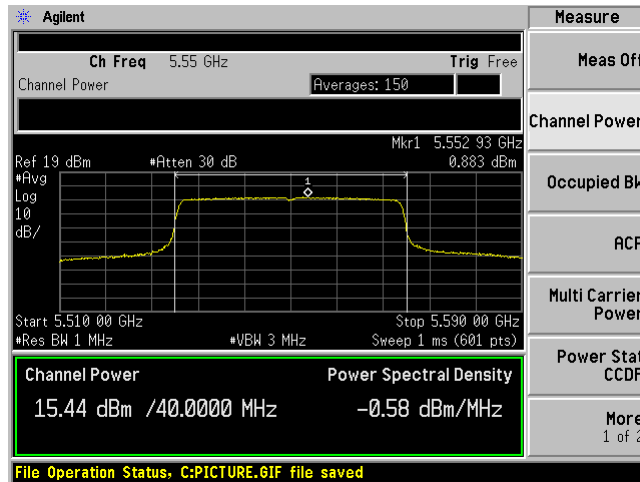 Agilent
Measure
Ch Freq 5.55 GHz Trig Free
Channel Power Averages: 150
Mkr1 5.552 93 GHz
Ref 19 dBm #Atten 30 dB 0.883 dBm
#Avg
Log
10
dB/
1
Start 5.510 00 GHz Stop 5.590 00 GHz
#Res BW 1 MHz #VBW 3 MHz Sweep 1 ms (601 pts)
Channel Power Power Spectral Density
15.44 dBm /40.0000 MHz -0.58 dBm/MHz
File Operation Status, C:PICTURE.GIF file saved
Meas Off
Channel Power
Occupied BW
ACP
Multi Carrier
Power
Power Stat
CCDF
More
1 of 2